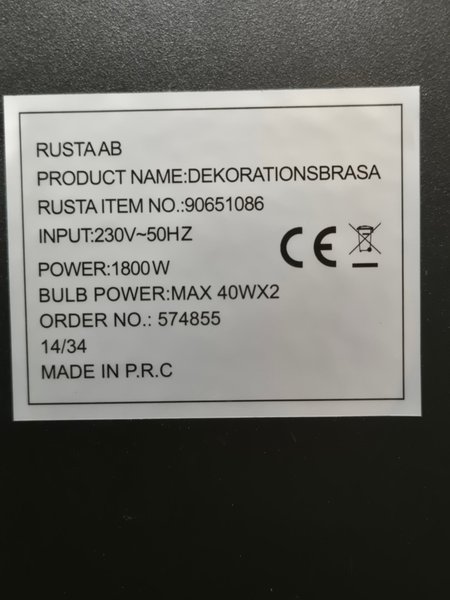 RUSTA AB
PRODUCT NAME:DEKORATIONSBRASA
RUSTA ITEM NO.:90651086
INPUT:230V~50HZ
CE
POWER:1800W
BULB POWER:MAX 40WX2
ORDER NO.: 574855
14/34
MADE IN P.R.C